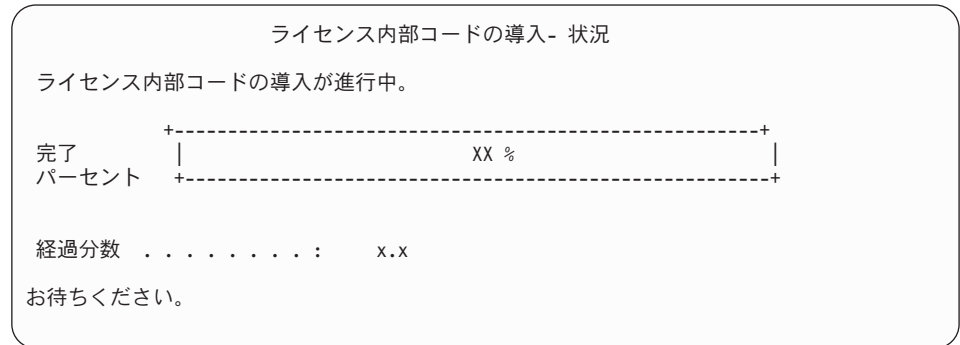 ライセンス内部コードの導入- 状況
ライセンス内部コードの導入が進行中。
+-------------------------------------------------------+
完了 | XX % |
パーセント +-------------------------------------------------------+
経過分数 . . . . . . . . : x.x
お待ちください。